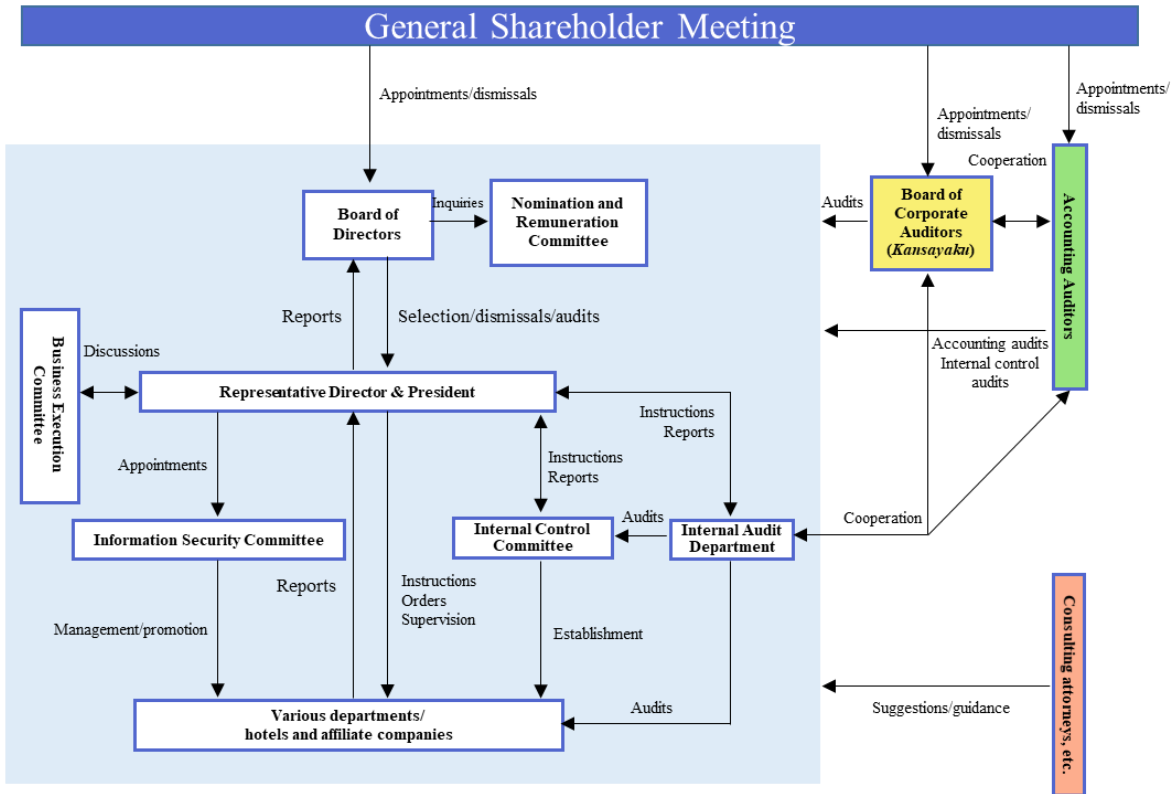 General Shareholder Meeting
Appointments/dismissals
Appointments/
dismissals
Appointments/
dismissals
Cooperation
Board of
Directors
Inquiries
Nomination and
Remuneration
Committee
Audits
Board of
Corporate
Auditors
(Kansayaku)
Accounting Auditors
Reports
Selection/dismissals/audits
Accounting audits
Internal control
audits
Business Execution
Committee
Discussions
Representative Director & President
Instructions
Reports
Appointments
Instructions
Reports
Information Security Committee
Internal Control
Committee
Audits
Internal Audit
Department
Cooperation
Reports
Instructions
Orders
Supervision
Management/promotion
Establishment
Various departments/
hotels and affiliate companies
Audits
Suggestions/guidance
Consulting attorneys, etc.